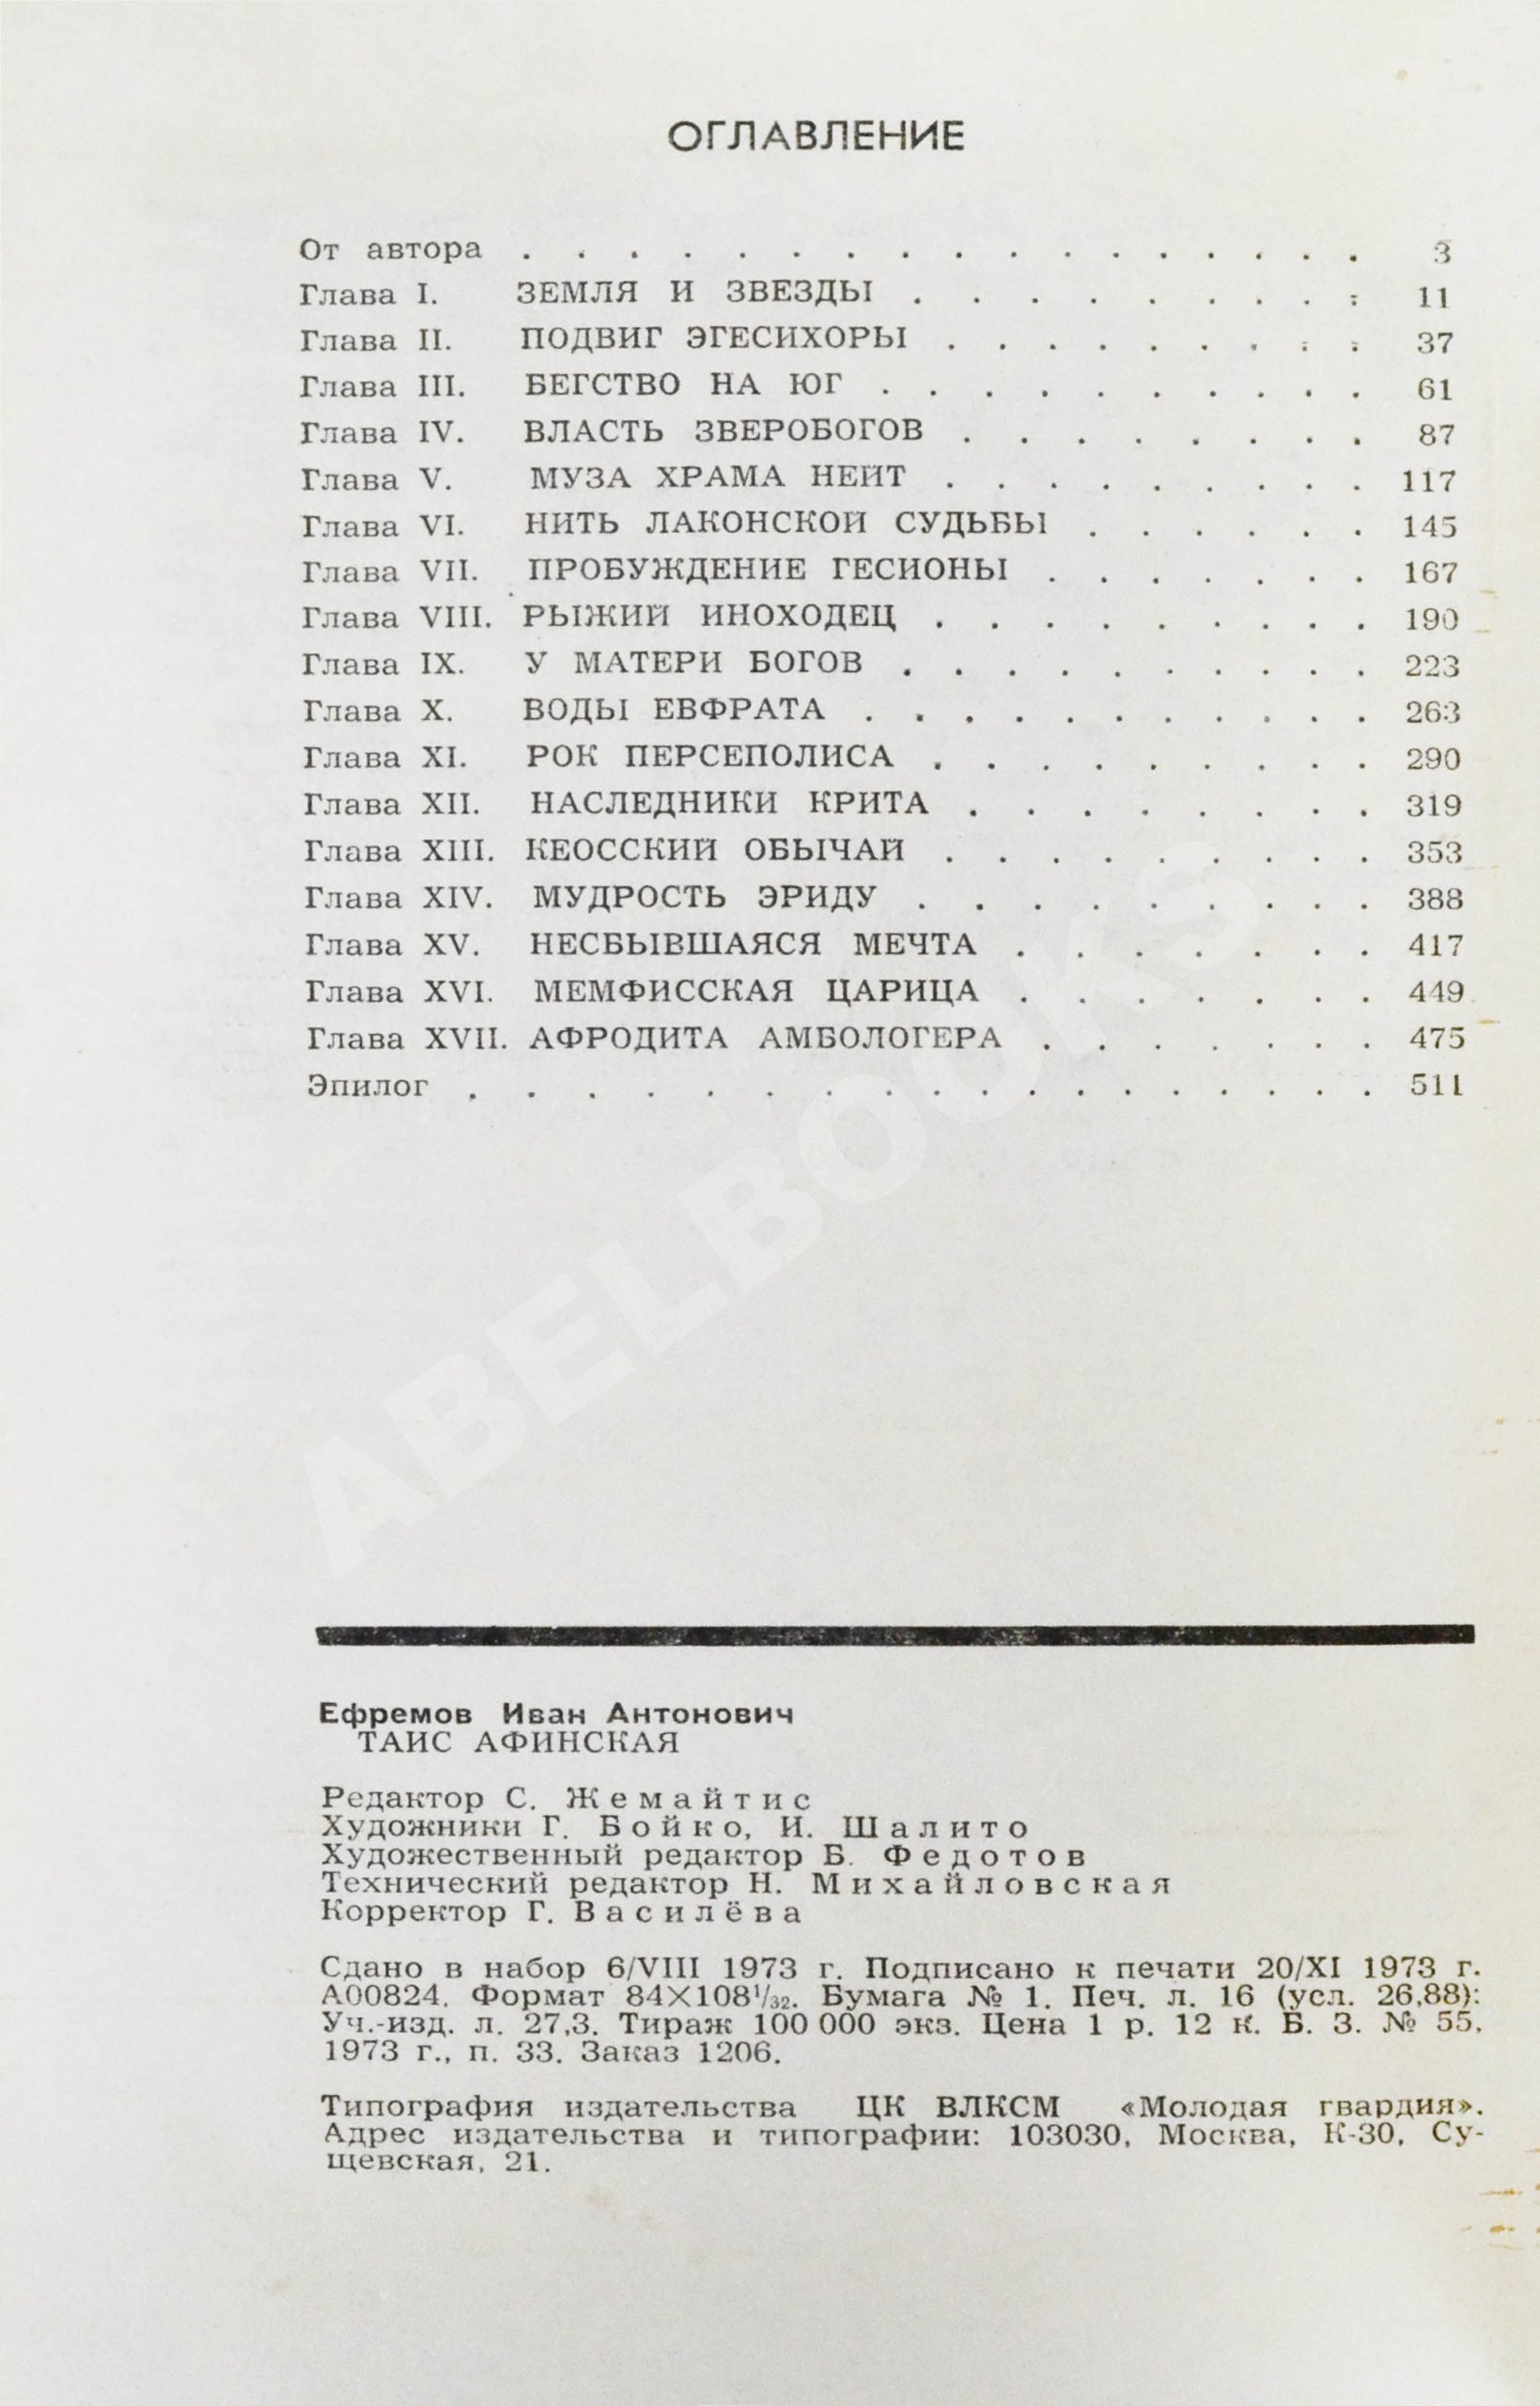 ОГЛАВЛЕНИЕ
От автора . . . . . . . . . . . . . . . . 3
Глава I. ЗЕМЛЯ И ЗВЕЗДЫ . . . . . . . . . 11
Глава II. ПОДВИГ ЭГЕСИХОРЫ . . . . . . . . . 37
Глава III. БЕГСТВО НА ЮГ . . . . . . . . . . 61
Глава IV. ВЛАСТЬ ЗВЕРОБОГОВ . . . . . . . . 87
Глава V. МУЗА ХРАМА НЕЙТ . . . . . . . . . 117
Глава VI. НИТЬ ЛАКОНСКОЙ СУДЬБЫ . . . . . . 145
Глава VII. ПРОБУЖДЕНИЕ ГЕСИОНЫ . . . . . . . 167
Глава VIII. РЫЖИЙ ИНОХОДЕЦ . . . . . . . . . 190
Глава IX. У МАТЕРИ БОГОВ . . . . . . . . . . 223
Глава X. ВОДЫ ЕВФРАТА . . . . . . . . . . . 263
Глава XI. РОК ПЕРСЕПОЛИСА . . . . . . . . . 290
Глава XII. НАСЛЕДНИКИ КРИТА . . . . . . . . 319
Глава XIII. КЕОССКИЙ ОБЫЧАЙ . . . . . . . . . 353
Глава XIV. МУДРОСТЬ ЭРИДУ . . . . . . . . . 388
Глава XV. НЕСБЫВШАЯСЯ МЕЧТА . . . . . . . 417
Глава XVI. МЕМФИССКАЯ ЦАРИЦА . . . . . . . 449
Глава XVII. АФРОДИТА АМБОЛОГЕРА . . . . . . . 475
Эпилог . . . . . . . . . . . . . . . . . 511
ABELBOOKS
Ефремов Иван Антонович
ТАИС АФИНСКАЯ
Редактор С. Жемайтис
Художники Г. Бойко, И. Шалито
Художественный редактор Б. Федотов
Технический редактор Н. Михайловская
Корректор Г. Василёва
Сдано в набор 6/VIII 1973 г. Подписано к печати 20/XI 1973 г.
А00824. Формат 84×108¹/₃₂. Бумага № 1. Печ. л. 16 (усл. 26,88):
Уч.-изд. л. 27,3. Тираж 100 000 экз. Цена 1 р. 12 к. Б. З. № 55,
1973 г., п. 33. Заказ 1206.
Типография издательства ЦК ВЛКСМ «Молодая гвардия».
Адрес издательства и типографии: 103030, Москва, К-30, Су-
щевская, 21.